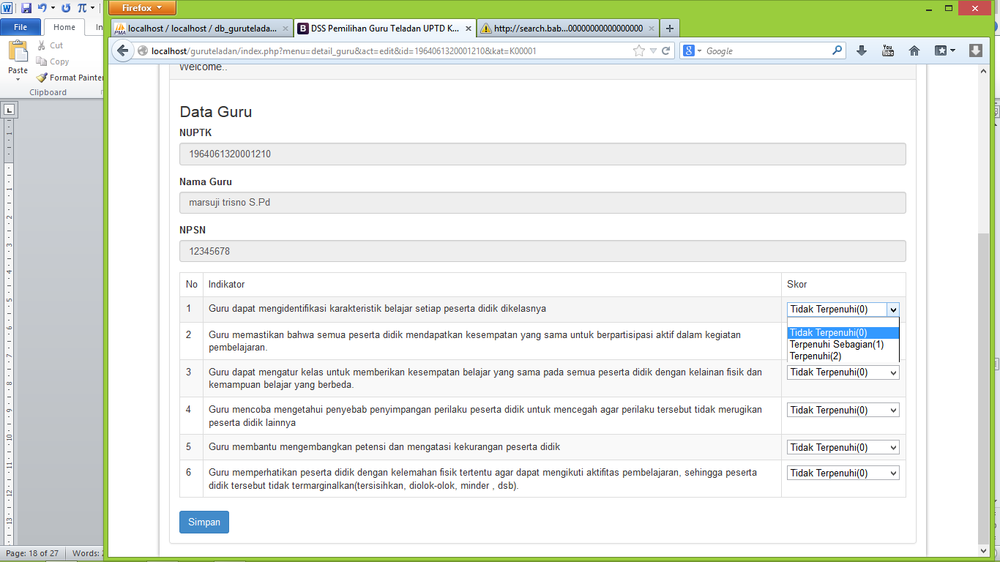 Firefox
File
Home
In
Paste
Cut
Copy
Format Painter
Clipboard
localhost / localhost / db_gurutelada...
DSS Pemilihan Guru Teladan UPTD K...
http://search.bab...00000000000000000
localhost/guruteladan/index.php?menu=detail_guru&act=edit&id=1964061320001210&kat=K00001
Google
Welcome..
Data Guru
NUPTK
1964061320001210
Nama Guru
marsuji trisno S.Pd
NPSN
12345678
No Indikator Skor
1 Guru dapat mengidentifikasi karakteristik belajar setiap peserta didik dikelasnya Tidak Terpenuhi(0)
Tidak Terpenuhi(0)
Terpenuhi Sebagian(1)
Terpenuhi(2)
2 Guru memastikan bahwa semua peserta didik mendapatkan kesempatan yang sama untuk berpartisipasi aktif dalam kegiatan
pembelajaran.
3 Guru dapat mengatur kelas untuk memberikan kesempatan belajar yang sama pada semua peserta didik dengan kelainan fisik dan Tidak Terpenuhi(0)
kemampuan belajar yang berbeda.
4 Guru mencoba mengetahui penyebab penyimpangan perilaku peserta didik untuk mencegah agar perilaku tersebut tidak merugikan Tidak Terpenuhi(0)
peserta didik lainnya
5 Guru membantu mengembangkan potensi dan mengatasi kekurangan peserta didik Tidak Terpenuhi(0)
6 Guru memperhatikan peserta didik dengan kelemahan fisik tertentu agar dapat mengikuti aktifitas pembelajaran, sehingga peserta Tidak Terpenuhi(0)
didik tersebut tidak termarginalkan(tersisihkan, diolok-olok, minder , dsb).
Simpan
Page: 18 of 27
Words: